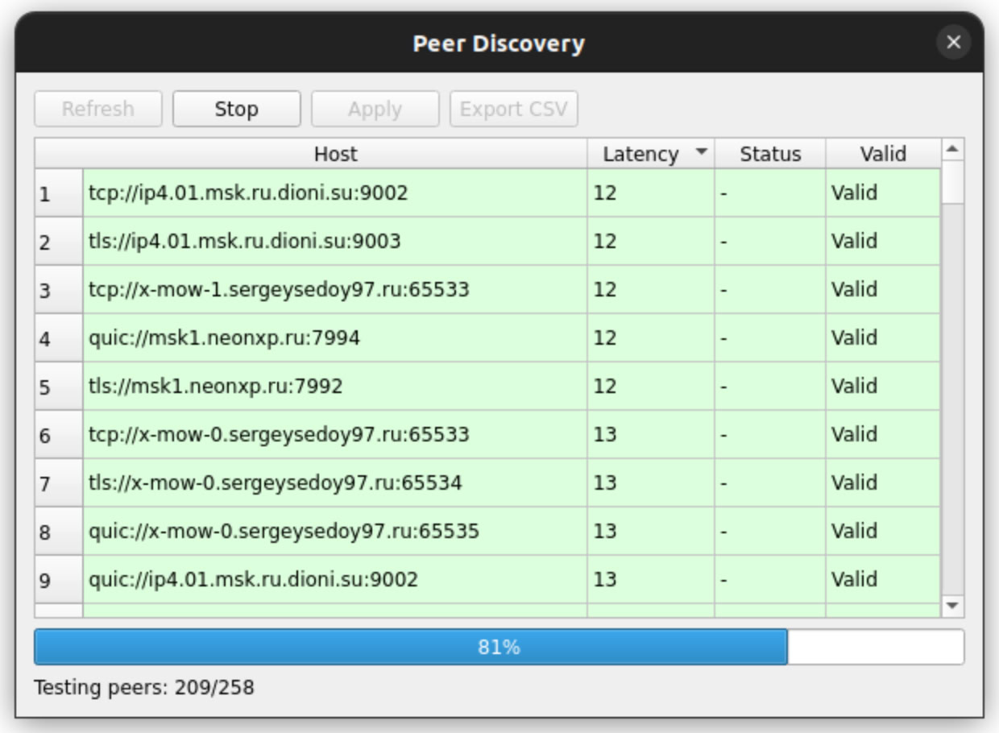 Peer Discovery
Refresh Stop Apply Export CSV
Host Latency Status Valid
1 tcp://ip4.01.msk.ru.dioni.su:9002 12 - Valid
2 tls://ip4.01.msk.ru.dioni.su:9003 12 - Valid
3 tcp://x-mow-1.sergeysedoy97.ru:65533 12 - Valid
4 quic://msk1.neonxp.ru:7994 12 - Valid
5 tls://msk1.neonxp.ru:7992 12 - Valid
6 tcp://x-mow-0.sergeysedoy97.ru:65533 13 - Valid
7 tls://x-mow-0.sergeysedoy97.ru:65534 13 - Valid
8 quic://x-mow-0.sergeysedoy97.ru:65535 13 - Valid
9 quic://ip4.01.msk.ru.dioni.su:9002 13 - Valid
81%
Testing peers: 209/258